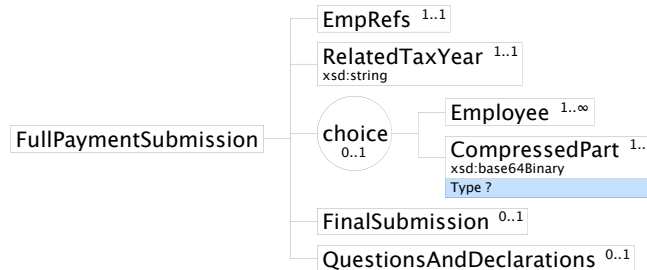 EmpRefs 1..1
RelatedTaxYear 1..1
xsd:string
FullPaymentSubmission
choice
0..1
Employee 1..∞
CompressedPart 1..
xsd:base64Binary
Type ?
FinalSubmission 0..1
QuestionsAndDeclarations 0..1